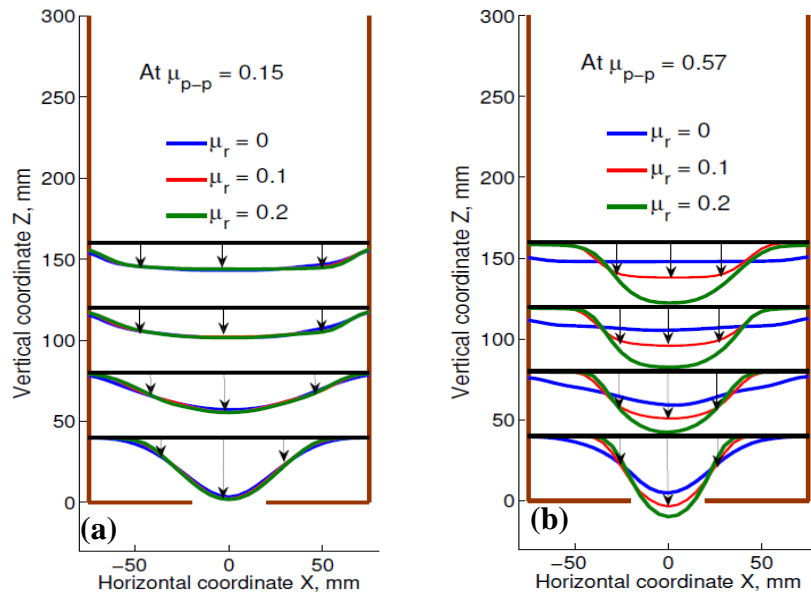 300
250
200
150
100
50
0
Vertical coordinate Z, mm
At μp−p = 0.15
μr = 0
μr = 0.1
μr = 0.2
(a)
−50
0
50
Horizontal coordinate X, mm
300
250
200
150
100
50
0
Vertical coordinate Z, mm
At μp−p = 0.57
μr = 0
μr = 0.1
μr = 0.2
(b)
−50
0
50
Horizontal coordinate X, mm